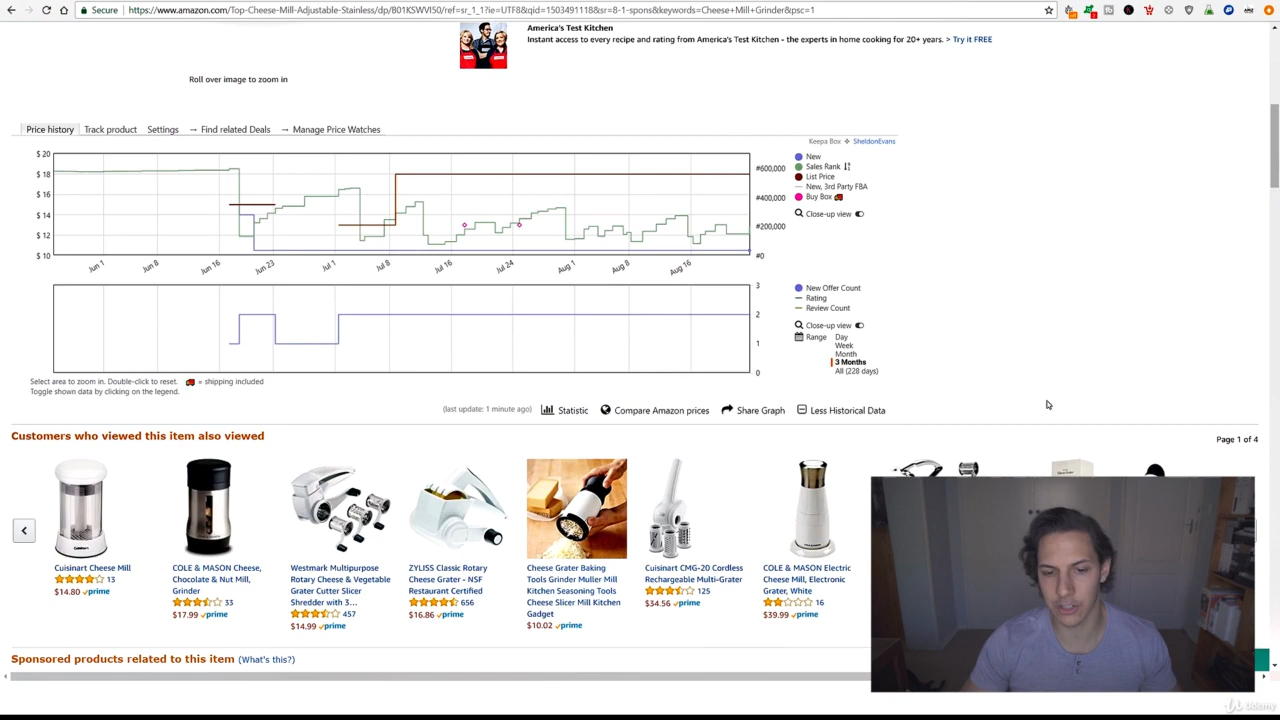 Secure
https://www.amazon.com/Top-Cheese-Mill-Adjustable-Stainless/dp/B01KSWVI50/ref=sr_1_1?ie=UTF8&qid=1503491118&sr=8-1-spons&keywords=Cheese+Mill+Grinder&psc=1
America's Test Kitchen
Instant access to every recipe and rating from America's Test Kitchen - the experts in home cooking for 20+ years. > Try it FREE
Roll over image to zoom in
Price history Track product Settings → Find related Deals → Manage Price Watches
Keepa Box SheldonEvans
$ 20
$ 18
$ 16
$ 14
$ 12
$ 10
#600,000
#400,000
#200,000
#0
Jun 1 Jun 8 Jun 16 Jun 23 Jul 1 Jul 8 Jul 16 Jul 24 Aug 1 Aug 8 Aug 16
New
Sales Rank
List Price
New, 3rd Party FBA
Buy Box
Close-up view
3
2
1
0
New Offer Count
Rating
Review Count
Close-up view
Range Day
Week
Month
3 Months
All (228 days)
Select area to zoom in. Double-click to reset. = shipping included
Toggle shown data by clicking on the legend.
(last update: 1 minute ago) Statistic Compare Amazon prices Share Graph Less Historical Data
Customers who viewed this item also viewed
Page 1 of 4
Cuisinart Cheese Mill
13
$14.80 prime
COLE & MASON Cheese,
Chocolate & Nut Mill,
Grinder
33
$17.99 prime
Westmark Multipurpose
Rotary Cheese & Vegetable
Grater Cutter Slicer
Shredder with 3...
457
$14.99 prime
ZYLISS Classic Rotary
Cheese Grater - NSF
Restaurant Certified
656
$16.86 prime
Cheese Grater Baking
Tools Grinder Muller Mill
Kitchen Seasoning Tools
Cheese Slicer Mill Kitchen
Gadget
$10.02 prime
Cuisinart CMG-20 Cordless
Rechargeable Multi-Grater
125
$34.56 prime
COLE & MASON Electric
Cheese Mill, Electronic
Grater, White
16
$39.99 prime
Sponsored products related to this item (What's this?)
ûdemy